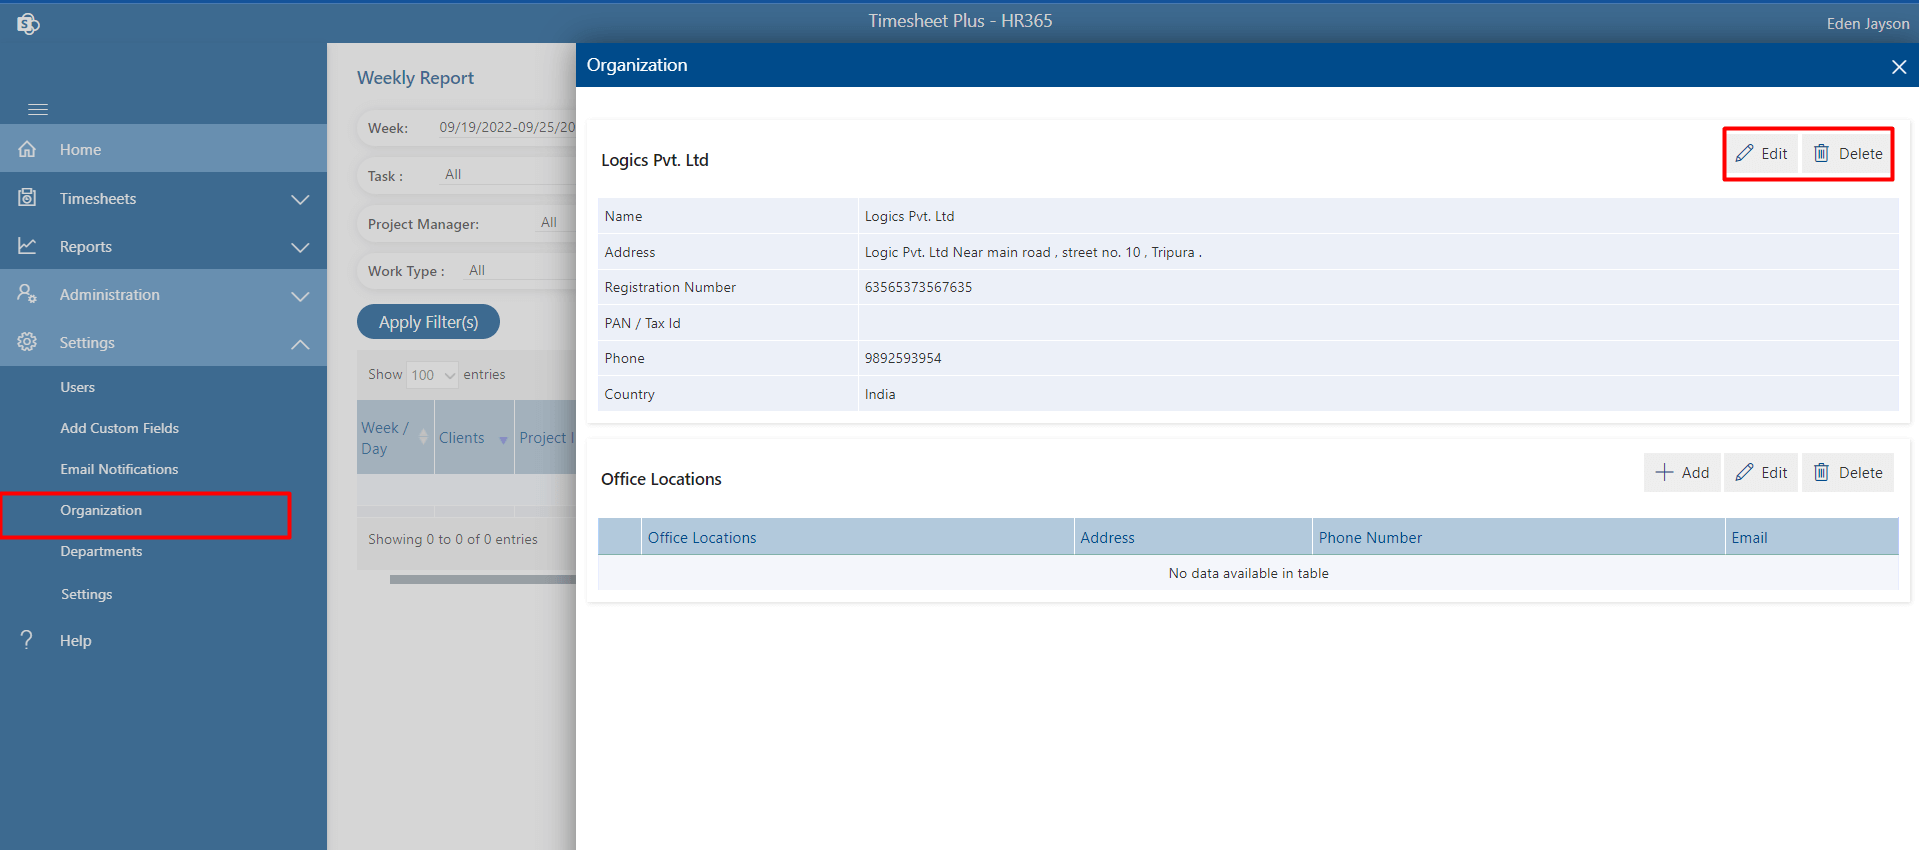 Timesheet Plus - HR365
Eden Jayson
Home
Timesheets
Reports
Administration
Settings
Users
Add Custom Fields
Email Notifications
Organization
Departments
Settings
? Help
Weekly Report
Week: 09/19/2022-09/25/20
Task : All
Project Manager: All
Work Type : All
Apply Filter(s)
Show 100 entries
Week / Day Clients Project I
Showing 0 to 0 of 0 entries
Organization
Logics Pvt. Ltd
Edit Delete
Name Logics Pvt. Ltd
Address Logic Pvt. Ltd Near main road , street no. 10 , Tripura .
Registration Number 63565373567635
PAN / Tax Id
Phone 9892593954
Country India
Office Locations
Add Edit Delete
Office Locations Address Phone Number Email
No data available in table